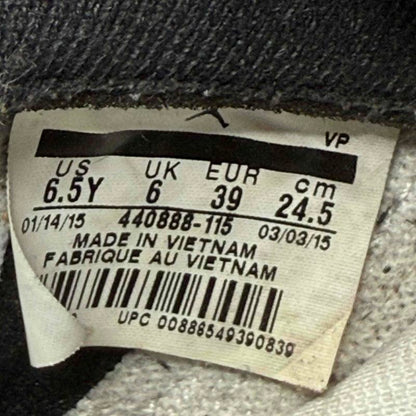 VP
US UK EUR cm
6.5Y 6 39 24.5
01/14/15 440888-115 03/03/15
MADE IN VIETNAM
FABRIQUE AU VIETNAM
UPC 00886549390839